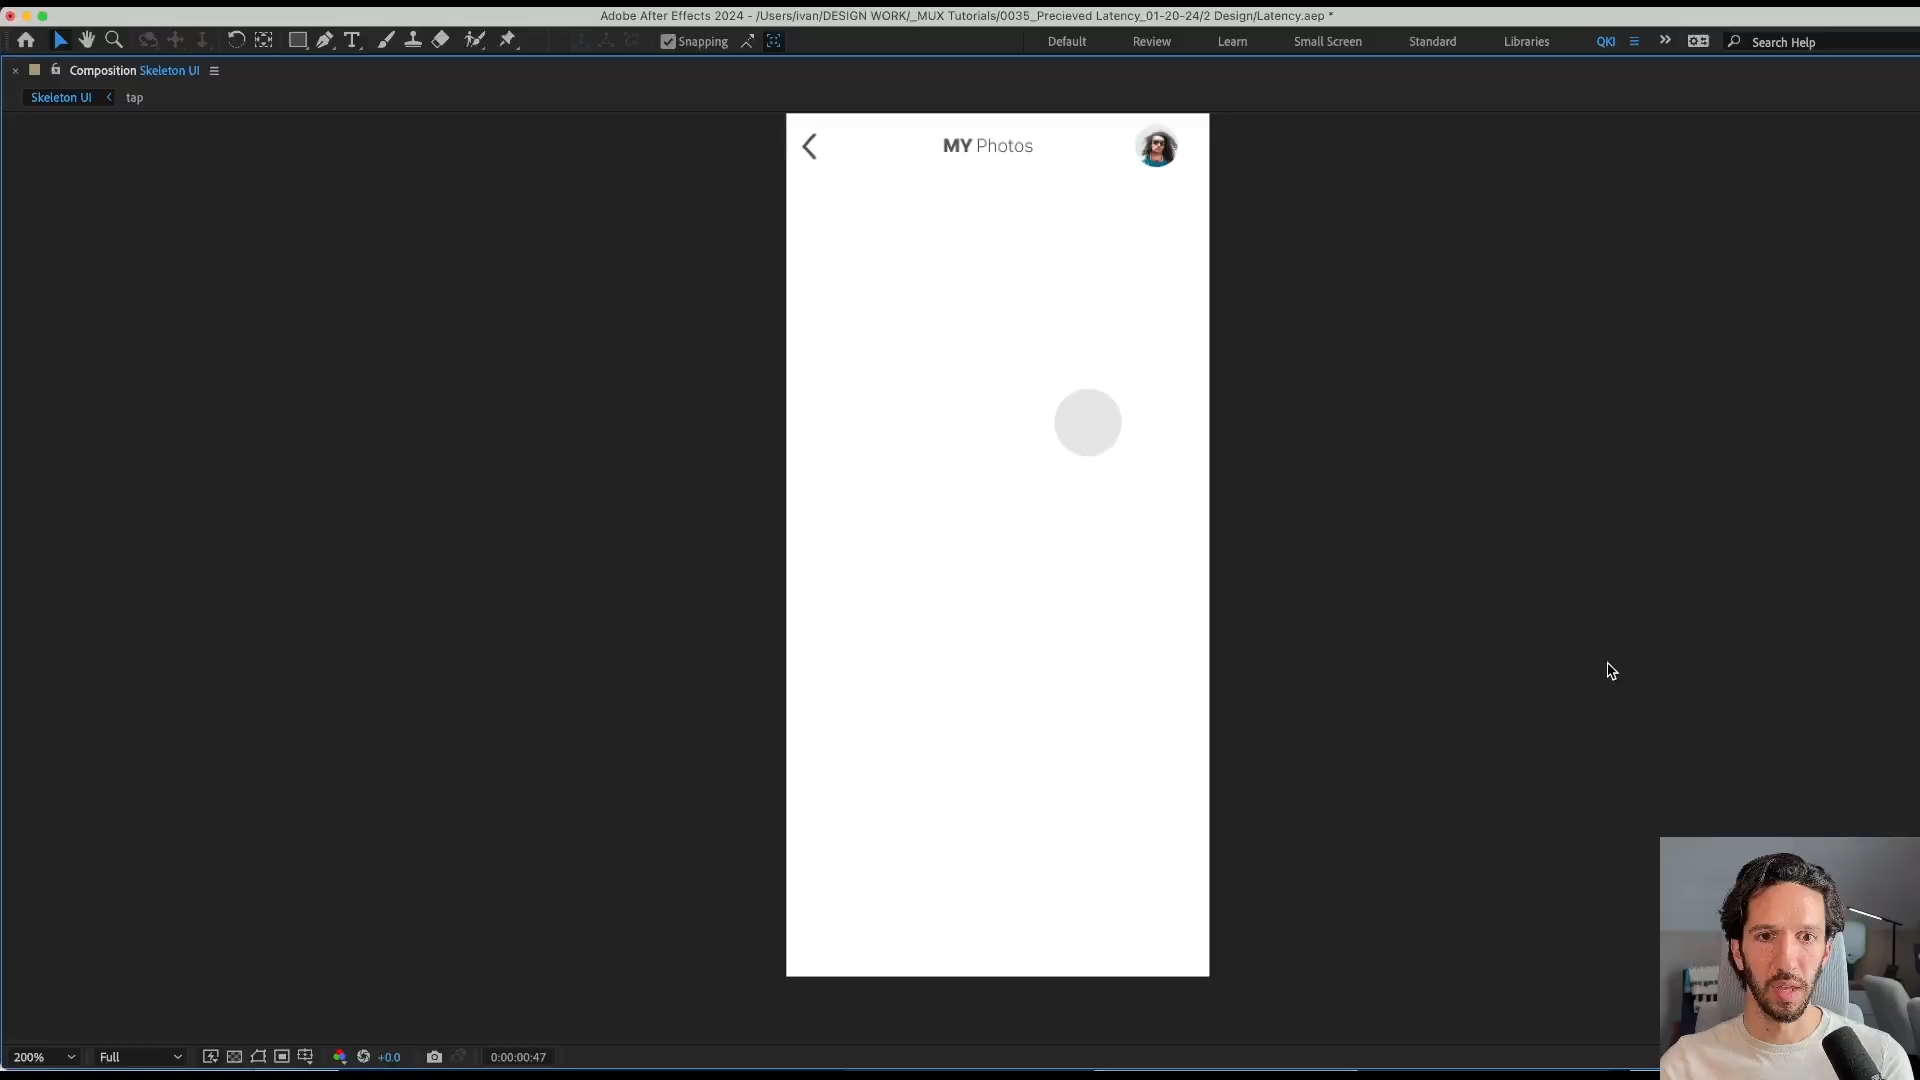 Adobe After Effects 2024 - /Users/ivan/DESIGN WORK/_MUX Tutorials/0035_Precieved Latency_01-20-24/2 Design/Latency.aep *
Snapping Default Review Learn Small Screen Standard Libraries QKI Search Help
Composition Skeleton UI
Skeleton UI tap
MY Photos
200% Full +0.0 0:00:00:47